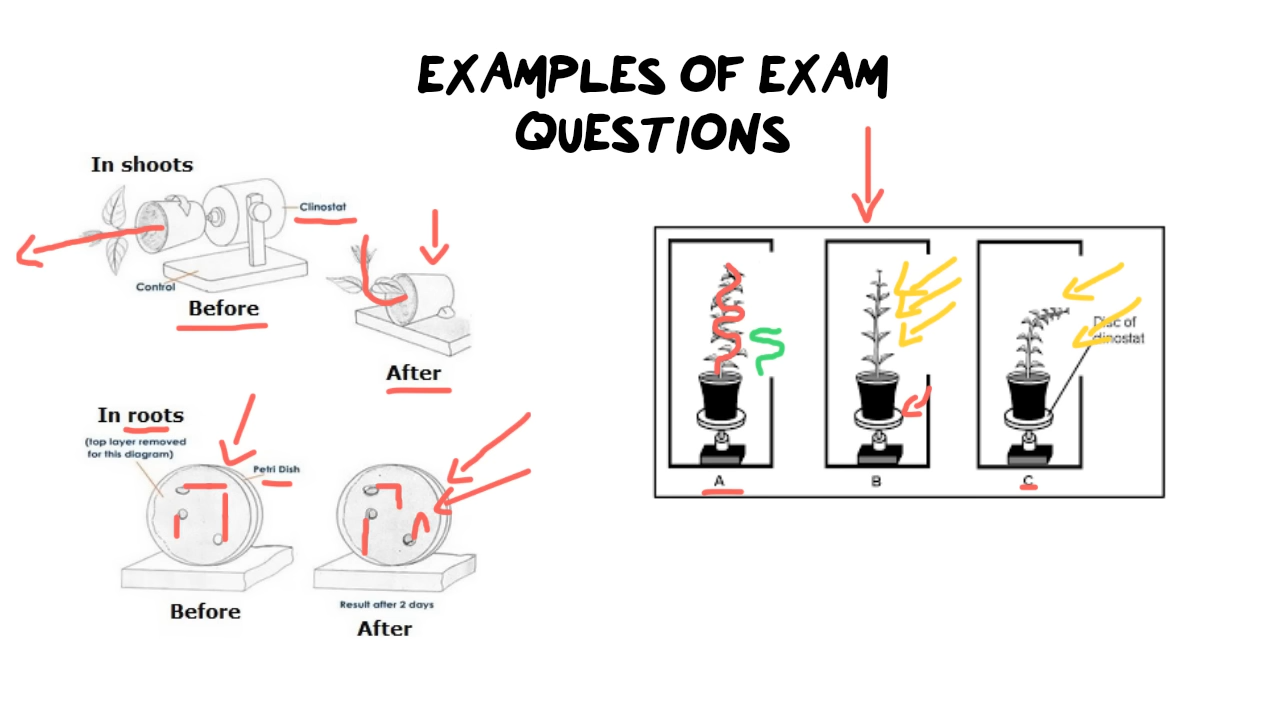 EXAMPLES OF EXAM
QUESTIONS
In shoots
Clinostat
Control
Before
After
In roots
(top layer removed
for this diagram)
Petri Dish
Before
Result after 2 days
After
Disc of
clinostat
A
B
C